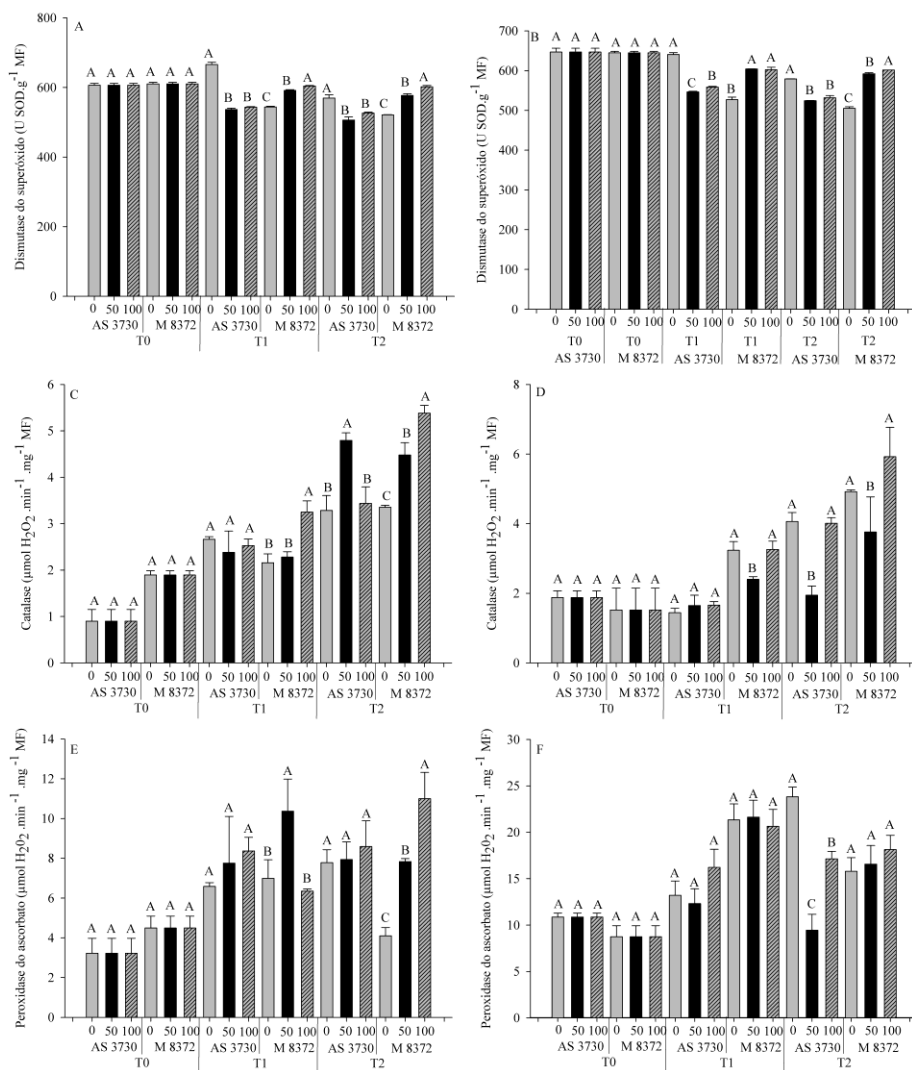 A
Dismutase do superóxido (U SOD.g⁻¹ MF)
800
600
400
200
0
A A A A A A A B B C B A A B B C B A
0 50 100 0 50 100 0 50 100 0 50 100 0 50 100 0 50 100
AS 3730 M 8372 AS 3730 M 8372 AS 3730 M 8372
T0 T1 T2
B
Dismutase do superóxido (U SOD.g⁻¹ MF)
700
600
500
400
300
200
100
0
A A A A A A A C B B A A A B B C B A
0 50 100 0 50 100 0 50 100 0 50 100 0 50 100 0 50 100
T0 T0 T1 T1 T2 T2
AS 3730 M 8372 AS 3730 M 8372 AS 3730 M 8372
C
Catalase (µmol H₂O₂ .min⁻¹ .mg⁻¹ MF)
6
5
4
3
2
1
0
A A A A A A A A A B B A B A B C B A
0 50 100 0 50 100 0 50 100 0 50 100 0 50 100 0 50 100
AS 3730 M 8372 AS 3730 M 8372 AS 3730 M 8372
T0 T1 T2
D
Catalase (µmol H₂O₂ .min⁻¹ .mg⁻¹ MF)
8
6
4
2
0
A A A A A A A A A A B A A B A A B A
0 50 100 0 50 100 0 50 100 0 50 100 0 50 100 0 50 100
AS 3730 M 8372 AS 3730 M 8372 AS 3730 M 8372
T0 T1 T2
E
Peroxidase do ascorbato (µmol H₂0₂ .min⁻¹ .mg⁻¹ MF)
14
12
10
8
6
4
2
0
A A A A A A A A A B A B A A A C B A
0 50 100 0 50 100 0 50 100 0 50 100 0 50 100 0 50 100
AS 3730 M 8372 AS 3730 M 8372 AS 3730 M 8372
T0 T1 T2
F
Peroxidase do ascorbato (µmol H₂0₂ .min⁻¹ .mg⁻¹ MF)
30
25
20
15
10
5
0
A A A A A A A A A A A A A C B A A A
0 50 100 0 50 100 0 50 100 0 50 100 0 50 100 0 50 100
AS 3730 M 8372 AS 3730 M 8372 AS 3730 M 8372
T0 T1 T2